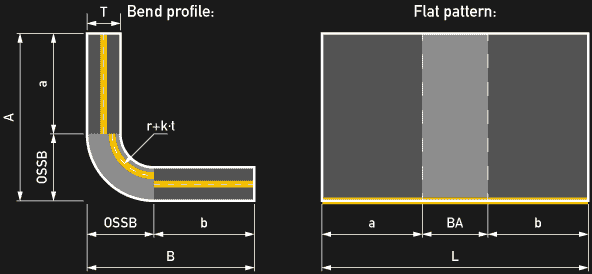 Bend profile:
Flat pattern:
T
A
a
r+k·t
OSSB
OSSB
b
B
a
BA
b
L